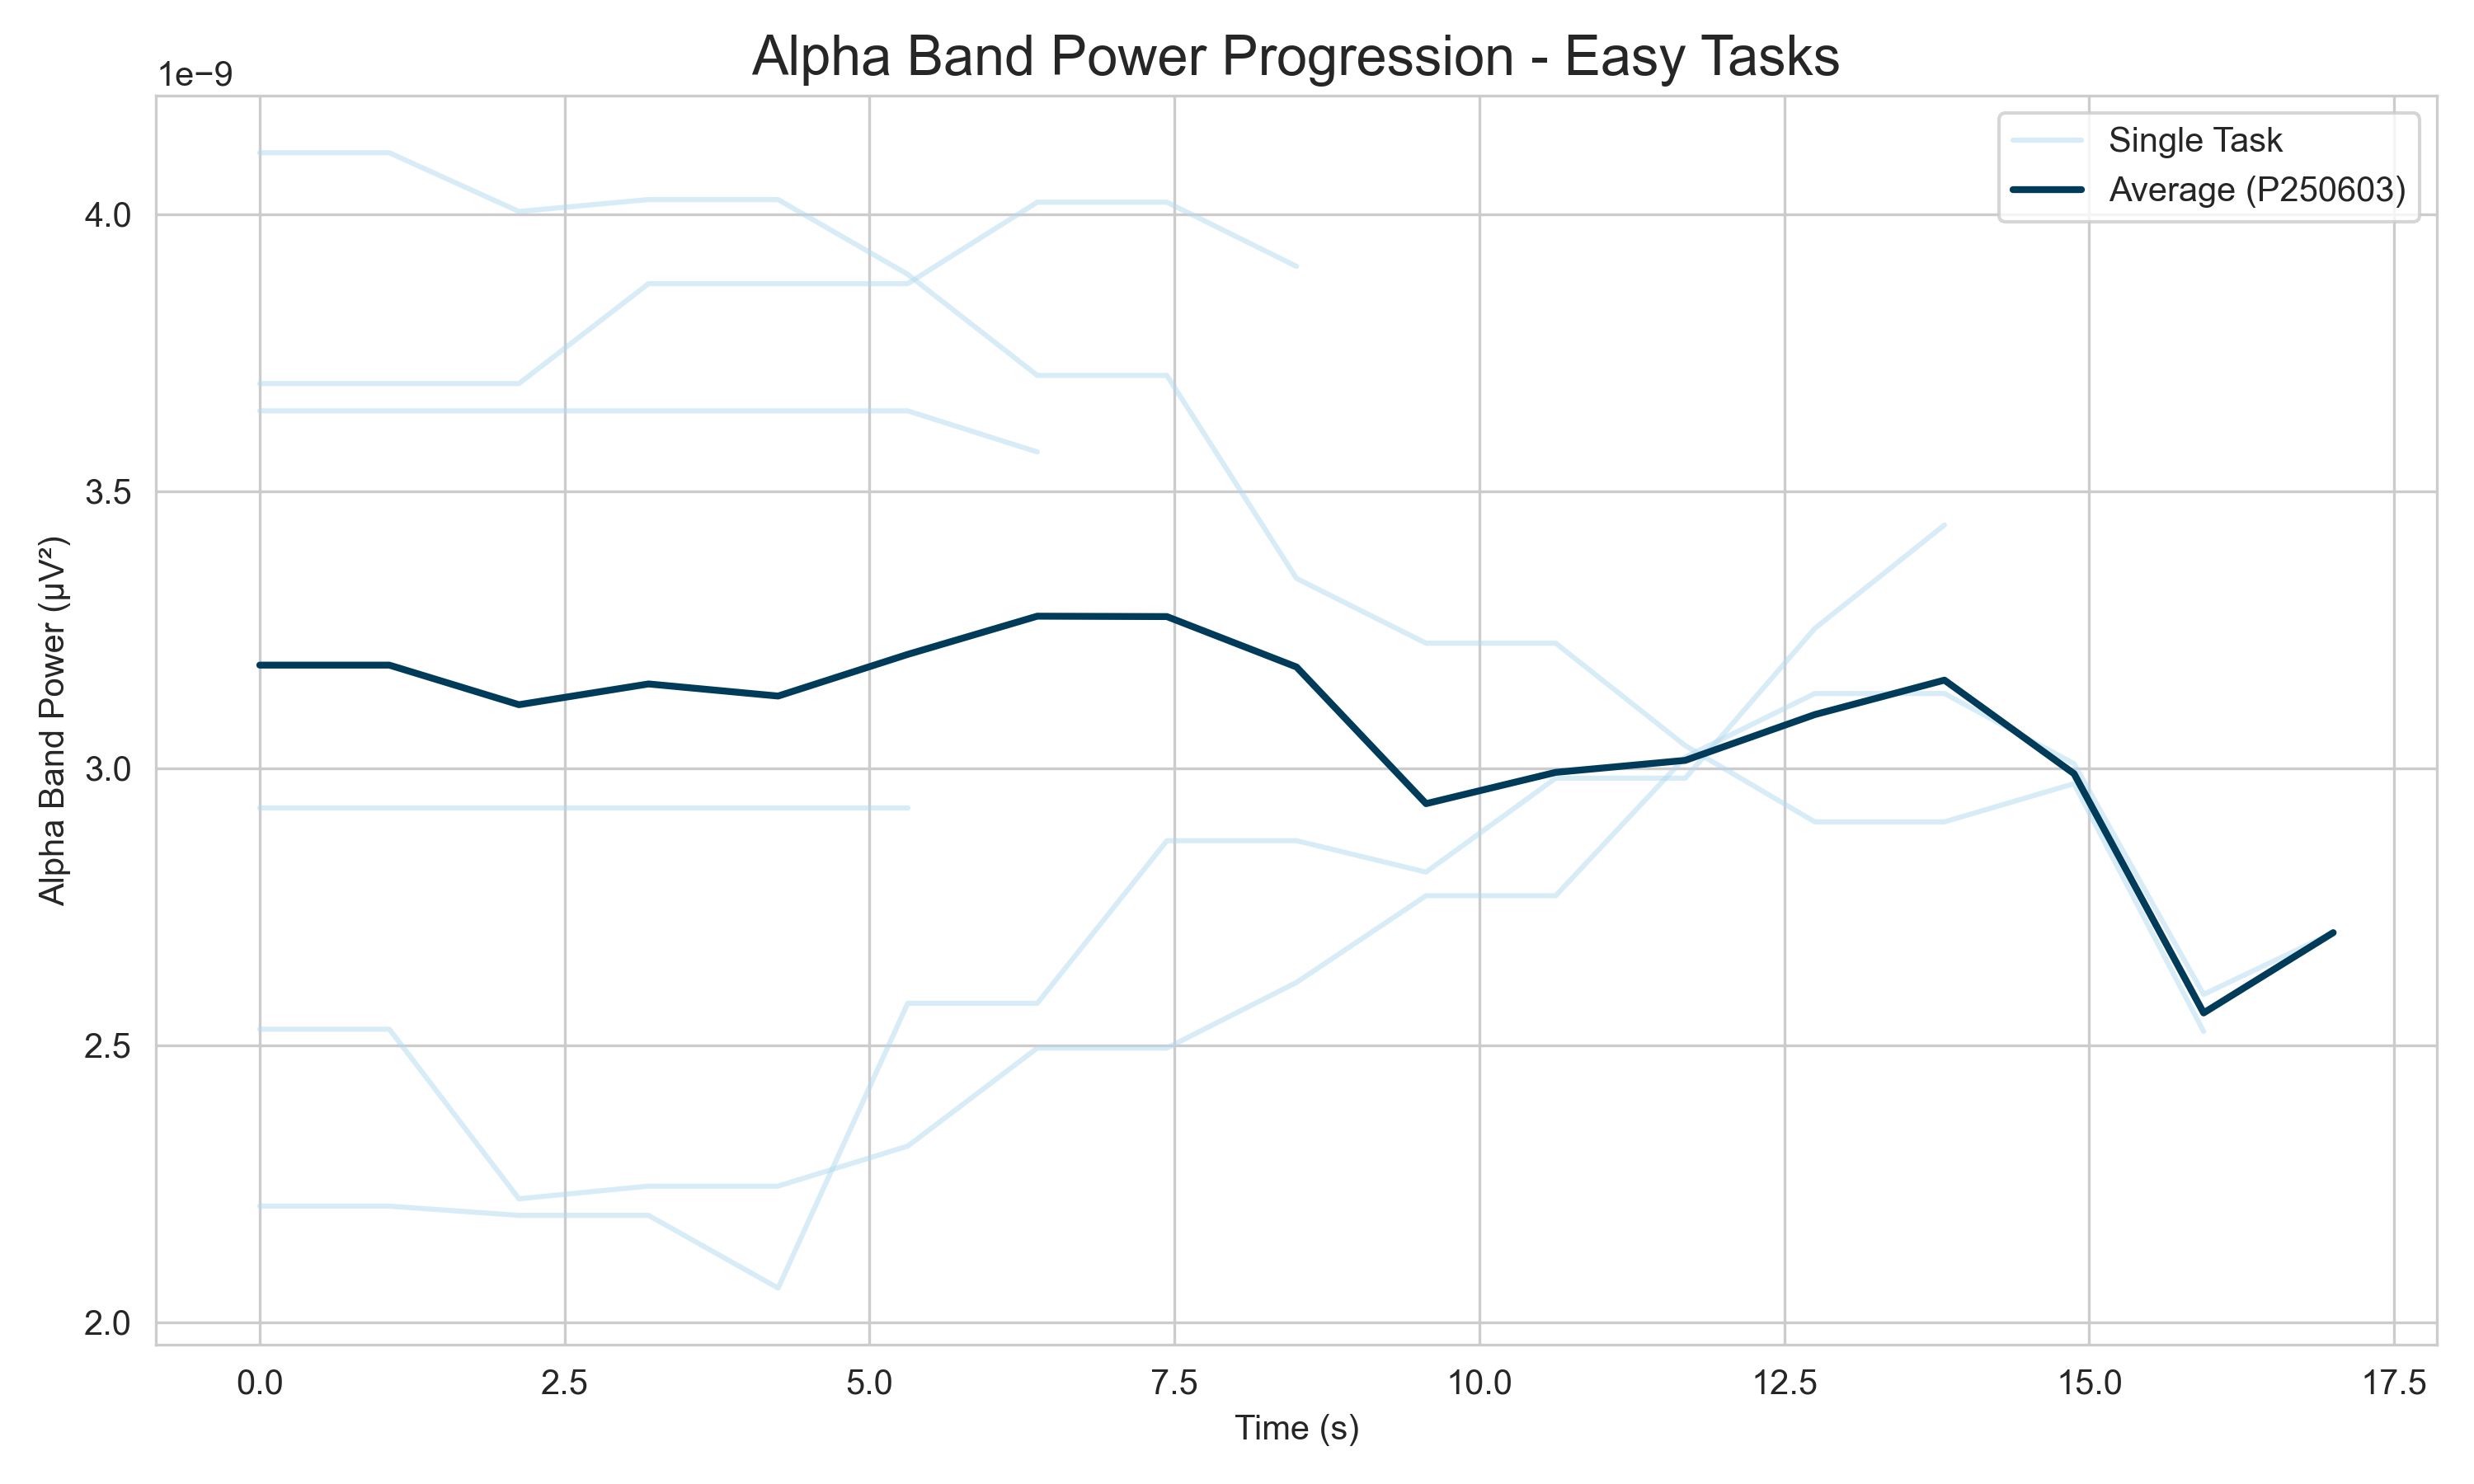 Alpha Band Power Progression - Easy Tasks
1e−9
Single Task
Average (P250603)
4.0
3.5
3.0
2.5
2.0
Alpha Band Power (µV²)
0.0 2.5 5.0 7.5 10.0 12.5 15.0 17.5
Time (s)